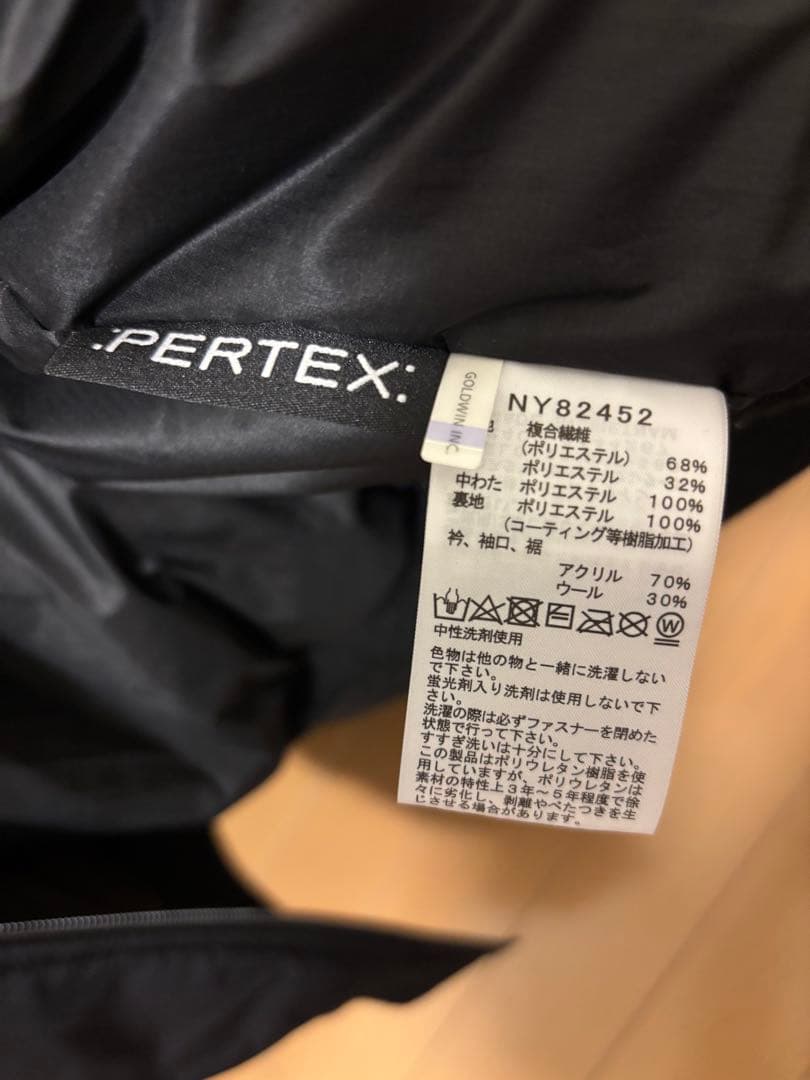 :PERTEX:
GOLDWIN INC
NY82452
複合繊維
(ポリエステル) 68%
ポリエステル 32%
中わた ポリエステル 100%
裏地 ポリエステル 100%
(コーティング等樹脂加工)
衿、袖口、裾
アクリル 70%
ウール 30%
W
中性洗剤使用
色物は他の物と一緒に洗濯しない
で下さい。
蛍光剤入り洗剤は使用しないで下
さい。
洗濯の際は必ずファスナーを閉めた
状態で行って下さい。
すすぎ洗いは十分にして下さい。
この製品はポリウレタン樹脂を使
用していますが、ポリウレタンは
素材の特性上3年～5年程度で徐
々に劣化し、剥離やべたつきを生
じさせる場合があります。